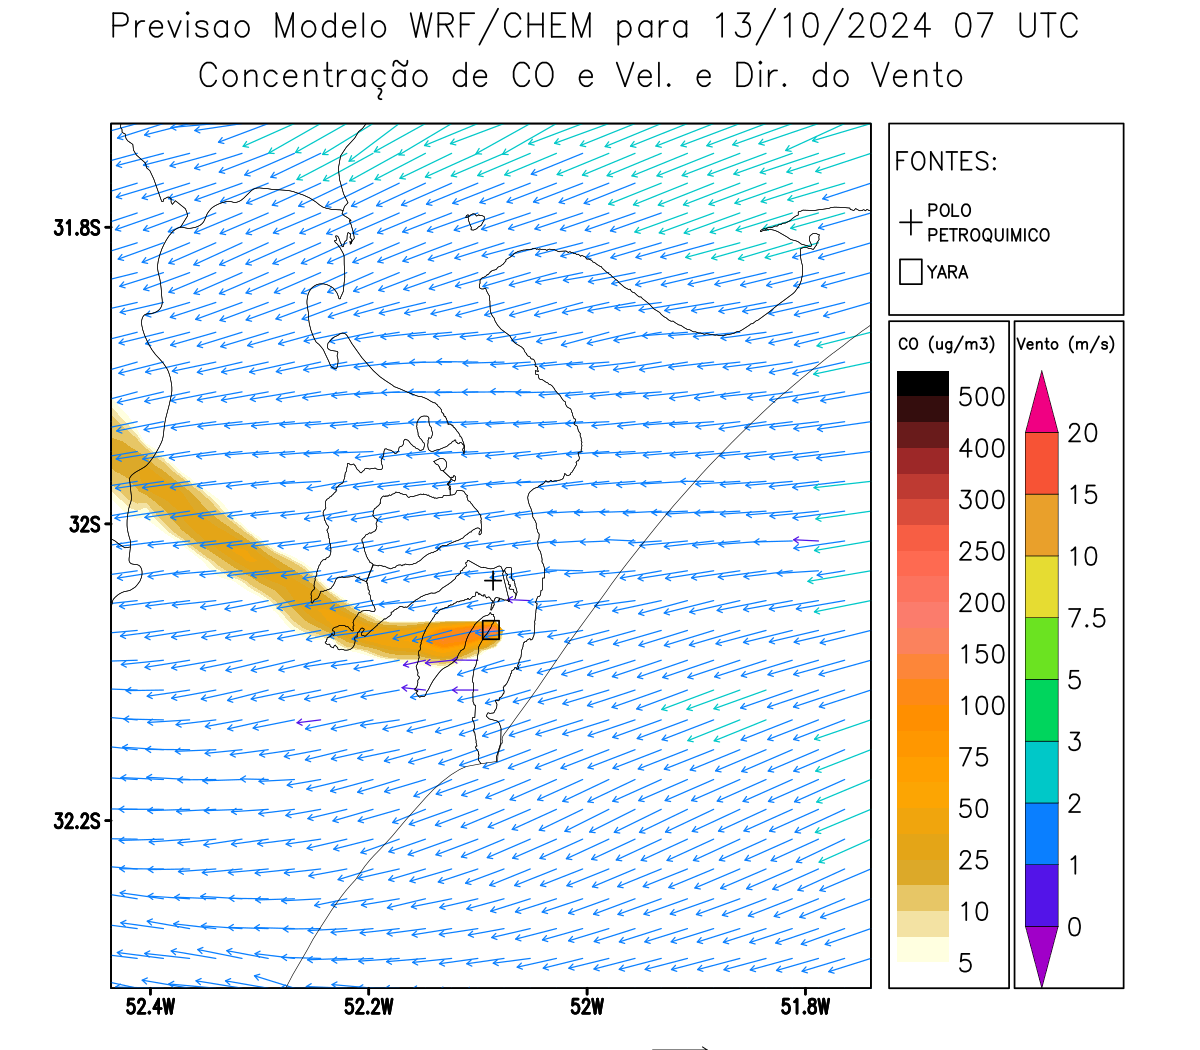 Previsao Modelo WRF/CHEM para 13/10/2024 07 UTC
Concentração de CO e Vel. e Dir. do Vento
FONTES:
POLO
PETROQUIMICO
YARA
31.8S
32S
32.2S
52.4W
52.2W
52W
51.8W
CO (ug/m3)
500
400
300
250
200
150
100
75
50
25
10
5
Vento (m/s)
20
15
10
7.5
5
3
2
1
0